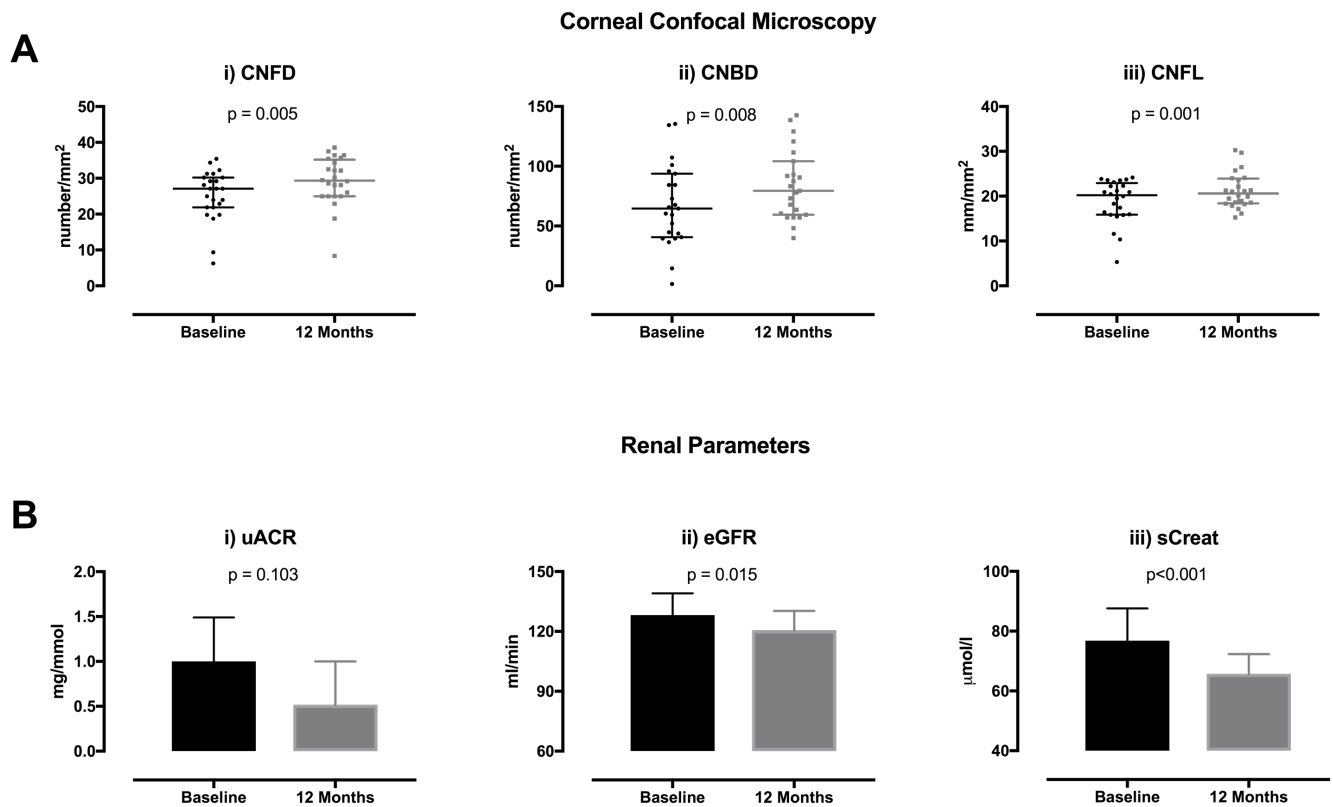 Corneal Confocal Microscopy
A
i) CNFD
p = 0.005
number/mm²
50
40
30
20
10
0
Baseline
12 Months
ii) CNBD
p = 0.008
number/mm²
150
100
50
0
Baseline
12 Months
iii) CNFL
p = 0.001
mm/mm²
40
30
20
10
0
Baseline
12 Months
Renal Parameters
B
i) uACR
p = 0.103
mg/mmol
2.0
1.5
1.0
0.5
0.0
Baseline
12 Months
ii) eGFR
p = 0.015
ml/min
150
120
90
60
Baseline
12 Months
iii) sCreat
p<0.001
µmol/l
100
80
60
40
Baseline
12 Months